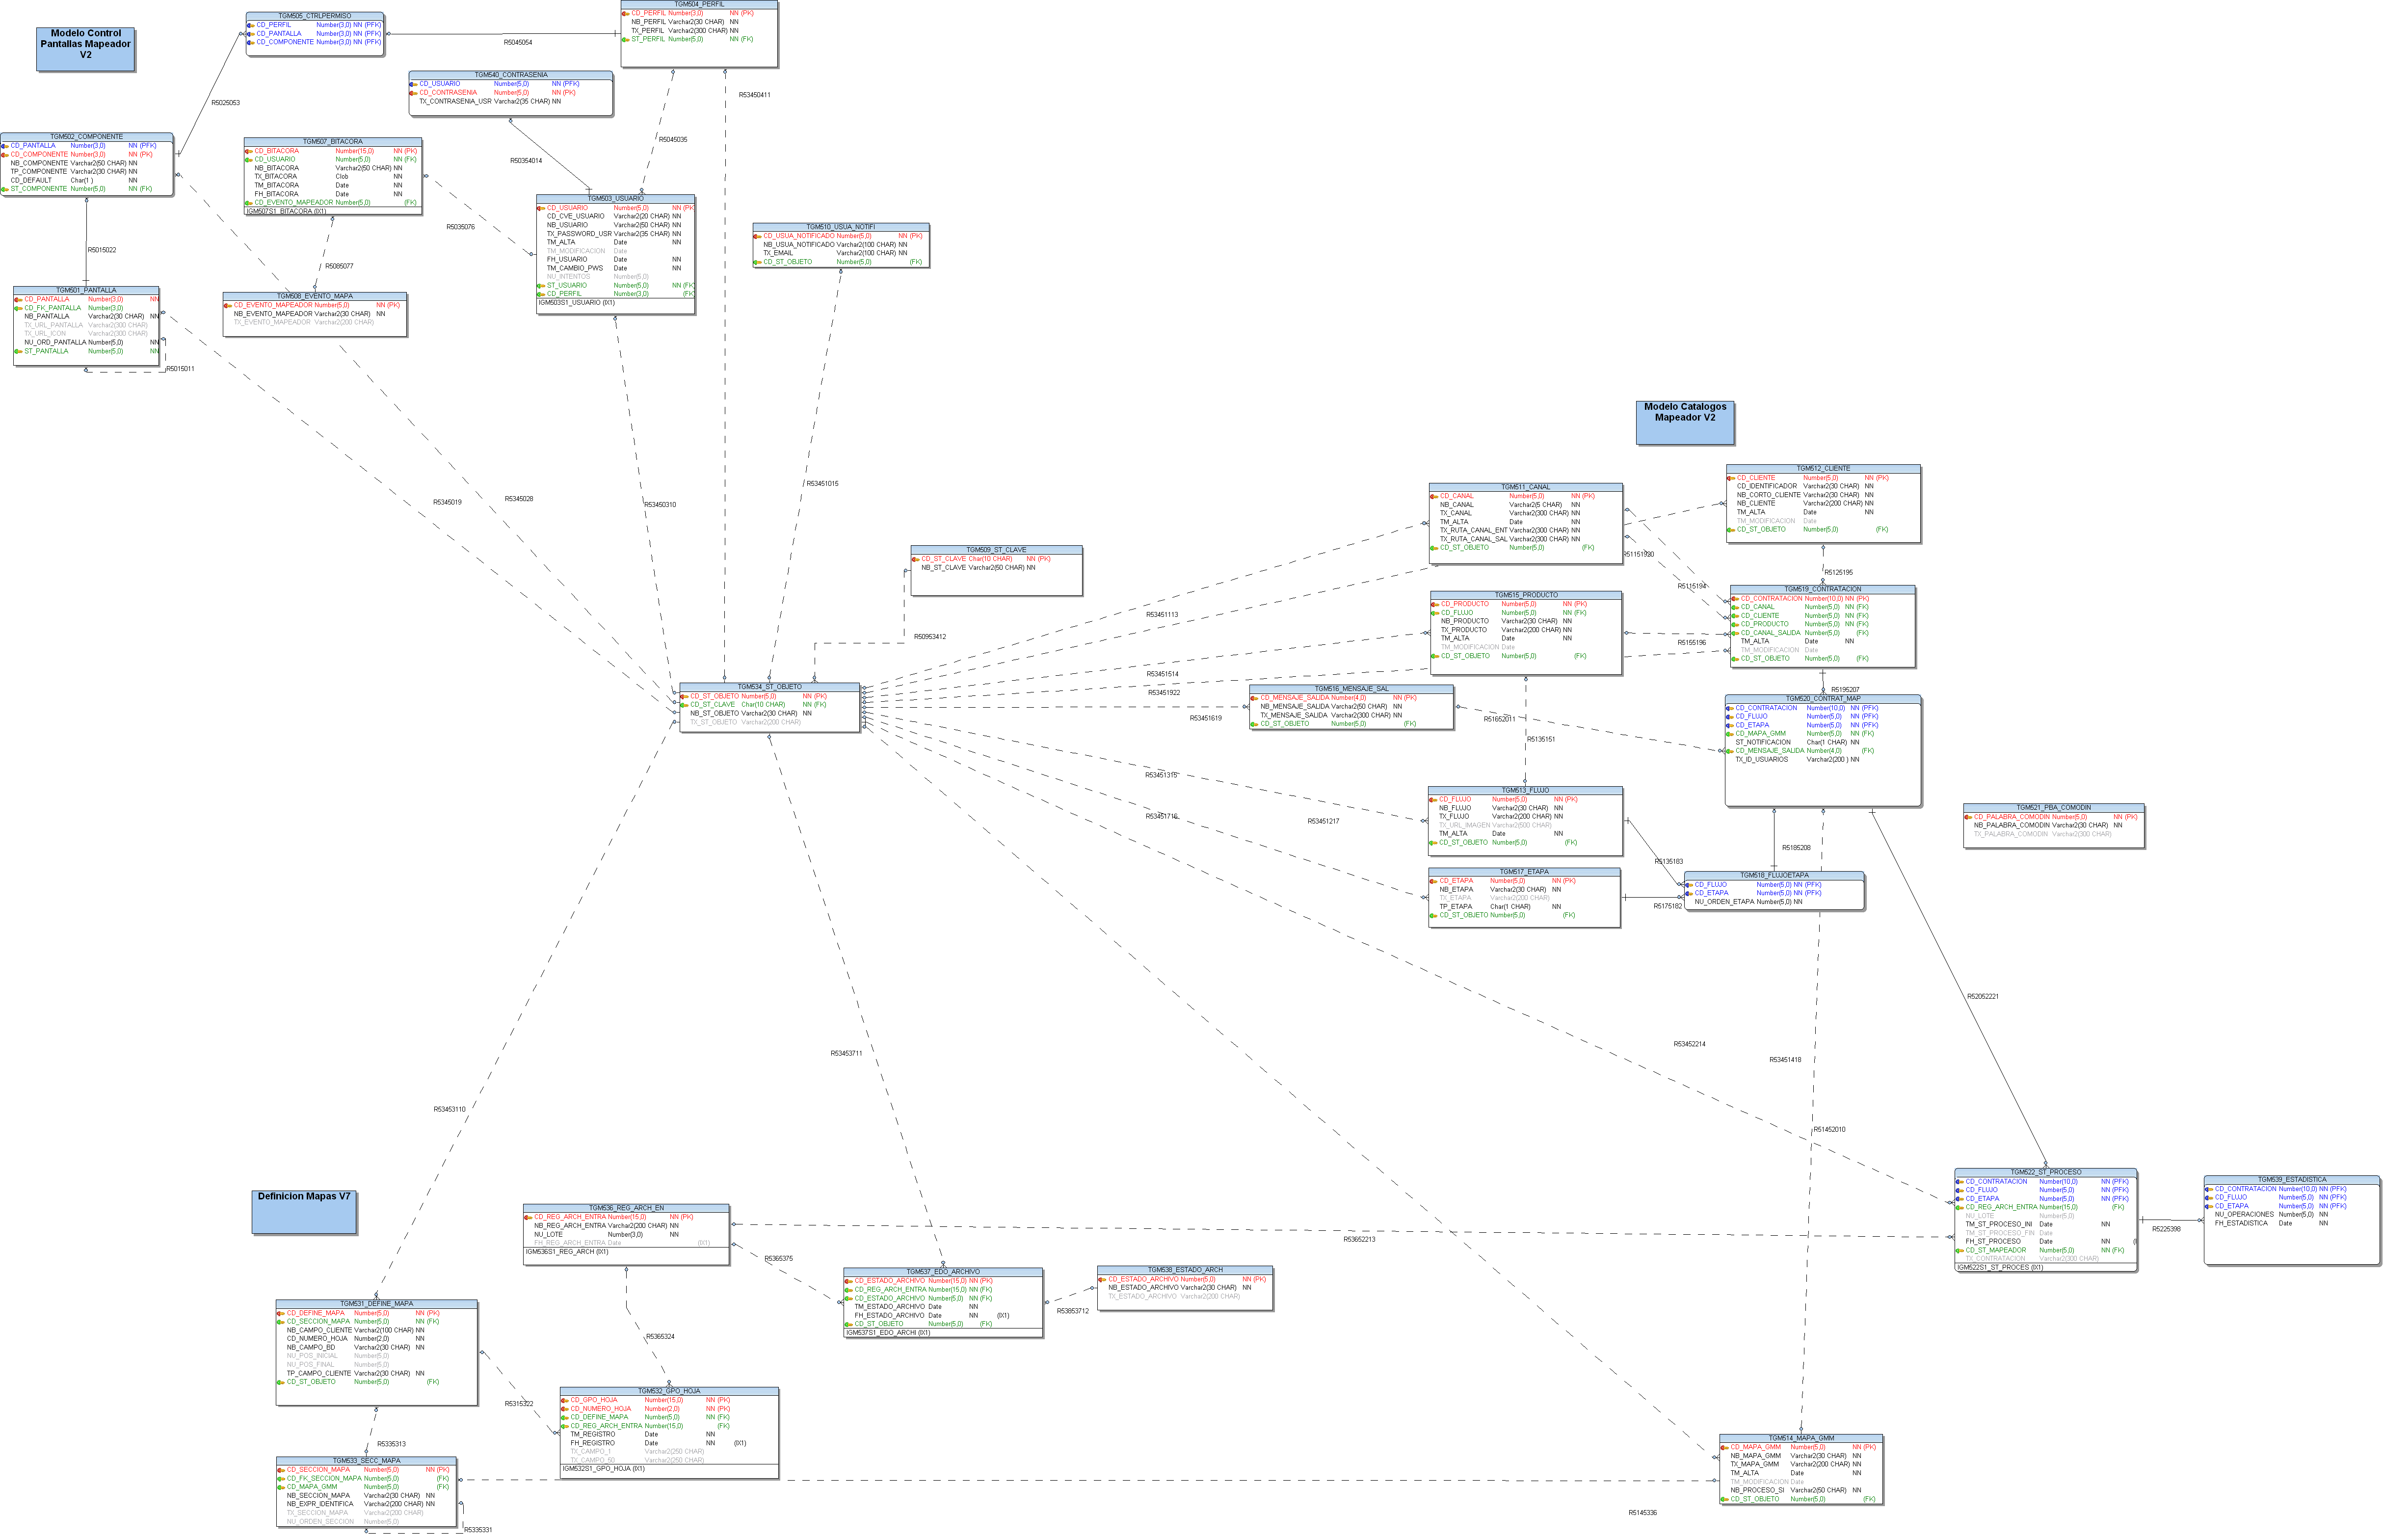 Modelo Control
Pantallas Mapeador
V2
TGM505_CTRLPERMISO
CD_PERFIL Number(3,0) NN (PFK)
CD_PANTALLA Number(3,0) NN (PFK)
CD_COMPONENTE Number(3,0) NN (PFK)
R5045054
TGM504_PERFIL
CD_PERFIL Number(3,0) NN (PK)
NB_PERFIL Varchar2(30 CHAR) NN
TX_PERFIL Varchar2(300 CHAR) NN
ST_PERFIL Number(5,0) NN (FK)
R5025053
TGM540_CONTRASENIA
CD_USUARIO Number(5,0) NN (PFK)
CD_CONTRASENIA Number(5,0) NN (PK)
TX_CONTRASENIA_USR Varchar2(35 CHAR) NN
R53450411
R5045035
R50354014
TGM502_COMPONENTE
CD_PANTALLA Number(3,0) NN (PFK)
CD_COMPONENTE Number(3,0) NN (PK)
NB_COMPONENTE Varchar2(50 CHAR) NN
TP_COMPONENTE Varchar2(30 CHAR) NN
CD_DEFAULT Char(1 ) NN
ST_COMPONENTE Number(5,0) NN (FK)
TGM507_BITACORA
CD_BITACORA Number(15,0) NN (PK)
CD_USUARIO Number(5,0) NN (FK)
NB_BITACORA Varchar2(50 CHAR) NN
TX_BITACORA Clob NN
TM_BITACORA Date NN
FH_BITACORA Date NN
CD_EVENTO_MAPEADOR Number(5,0) (FK)
IGM507S1_BITACORA (IX1)
R5035076
TGM503_USUARIO
CD_USUARIO Number(5,0) NN (PK)
CD_CVE_USUARIO Varchar2(20 CHAR) NN
NB_USUARIO Varchar2(50 CHAR) NN
TX_PASSWORD_USR Varchar2(35 CHAR) NN
TM_ALTA Date NN
TM_MODIFICACION Date
FH_USUARIO Date NN
TM_CAMBIO_PWS Date NN
NU_INTENTOS Number(5,0)
ST_USUARIO Number(5,0) NN (FK)
CD_PERFIL Number(3,0) (FK)
IGM503S1_USUARIO (IX1)
TGM510_USUA_NOTIFI
CD_USUA_NOTIFICADO Number(5,0) NN (PK)
NB_USUA_NOTIFICADO Varchar2(100 CHAR) NN
TX_EMAIL Varchar2(100 CHAR) NN
CD_ST_OBJETO Number(5,0) (FK)
R5015022
R5085077
TGM501_PANTALLA
CD_PANTALLA Number(3,0) NN
CD_FK_PANTALLA Number(3,0)
NB_PANTALLA Varchar2(30 CHAR) NN
TX_URL_PANTALLA Varchar2(300 CHAR)
TX_URL_ICON Varchar2(300 CHAR)
NU_ORD_PANTALLA Number(5,0) NN
ST_PANTALLA Number(5,0) NN
R5015011
TGM508_EVENTO_MAPA
CD_EVENTO_MAPEADOR Number(5,0) NN (PK)
NB_EVENTO_MAPEADOR Varchar2(30 CHAR) NN
TX_EVENTO_MAPEADOR Varchar2(200 CHAR)
R5345019
R5345028
R53450310
R53451015
Modelo Catalogos
Mapeador V2
TGM509_ST_CLAVE
CD_ST_CLAVE Char(10 CHAR) NN (PK)
NB_ST_CLAVE Varchar2(50 CHAR) NN
R50953412
TGM511_CANAL
CD_CANAL Number(5,0) NN (PK)
NB_CANAL Varchar2(5 CHAR) NN
TX_CANAL Varchar2(300 CHAR) NN
TM_ALTA Date NN
TX_RUTA_CANAL_ENT Varchar2(300 CHAR) NN
TX_RUTA_CANAL_SAL Varchar2(300 CHAR) NN
CD_ST_OBJETO Number(5,0) (FK)
TGM512_CLIENTE
CD_CLIENTE Number(5,0) NN (PK)
CD_IDENTIFICADOR Varchar2(30 CHAR) NN
NB_CORTO_CLIENTE Varchar2(30 CHAR) NN
NB_CLIENTE Varchar2(200 CHAR) NN
TM_ALTA Date NN
TM_MODIFICACION Date
CD_ST_OBJETO Number(5,0) (FK)
R51151920
R5125195
R5115194
TGM515_PRODUCTO
CD_PRODUCTO Number(5,0) NN (PK)
CD_FLUJO Number(5,0) NN (FK)
NB_PRODUCTO Varchar2(30 CHAR) NN
TX_PRODUCTO Varchar2(200 CHAR) NN
TM_ALTA Date NN
TM_MODIFICACION Date
CD_ST_OBJETO Number(5,0) (FK)
TGM519_CONTRATACION
CD_CONTRATACION Number(10,0) NN (PK)
CD_CANAL Number(5,0) NN (FK)
CD_CLIENTE Number(5,0) NN (FK)
CD_PRODUCTO Number(5,0) NN (FK)
CD_CANAL_SALIDA Number(5,0) (FK)
TM_ALTA Date NN
TM_MODIFICACION Date
CD_ST_OBJETO Number(5,0) (FK)
R53451113
R5155196
R53451514
R53451922
R53451619
R5195207
TGM534_ST_OBJETO
CD_ST_OBJETO Number(5,0) NN (PK)
CD_ST_CLAVE Char(10 CHAR) NN (FK)
NB_ST_OBJETO Varchar2(30 CHAR) NN
TX_ST_OBJETO Varchar2(200 CHAR)
TGM516_MENSAJE_SAL
CD_MENSAJE_SALIDA Number(4,0) NN (PK)
NB_MENSAJE_SALIDA Varchar2(50 CHAR) NN
TX_MENSAJE_SALIDA Varchar2(300 CHAR) NN
CD_ST_OBJETO Number(5,0) (FK)
R51652011
R5135151
TGM520_CONTRAT_MAP
CD_CONTRATACION Number(10,0) NN (PFK)
CD_FLUJO Number(5,0) NN (PFK)
CD_ETAPA Number(5,0) NN (PFK)
CD_MAPA_GMM Number(5,0) NN (FK)
ST_NOTIFICACION Char(1 CHAR) NN
CD_MENSAJE_SALIDA Number(4,0) (FK)
TX_ID_USUARIOS Varchar2(200 ) NN
R53451315
R53451716
R53451217
TGM513_FLUJO
CD_FLUJO Number(5,0) NN (PK)
NB_FLUJO Varchar2(30 CHAR) NN
TX_FLUJO Varchar2(200 CHAR) NN
TX_URL_IMAGEN Varchar2(500 CHAR)
TM_ALTA Date NN
CD_ST_OBJETO Number(5,0) (FK)
TGM521_PBA_COMODIN
CD_PALABRA_COMODIN Number(5,0) NN (PK)
NB_PALABRA_COMODIN Varchar2(30 CHAR) NN
TX_PALABRA_COMODIN Varchar2(300 CHAR)
R5135183
R5185208
TGM517_ETAPA
CD_ETAPA Number(5,0) NN (PK)
NB_ETAPA Varchar2(30 CHAR) NN
TX_ETAPA Varchar2(200 CHAR)
TP_ETAPA Char(1 CHAR) NN
CD_ST_OBJETO Number(5,0) (FK)
R5175182
TGM518_FLUJOETAPA
CD_FLUJO Number(5,0) NN (PFK)
CD_ETAPA Number(5,0) NN (PFK)
NU_ORDEN_ETAPA Number(5,0) NN
R52052221
R53453711
R53452214
R53451418
R53453110
R51452010
Definicion Mapas V7
TGM522_ST_PROCESO
CD_CONTRATACION Number(10,0) NN (PFK)
CD_FLUJO Number(5,0) NN (PFK)
CD_ETAPA Number(5,0) NN (PFK)
CD_REG_ARCH_ENTRA Number(15,0) (FK)
NU_LOTE Number(5,0)
TM_ST_PROCESO_INI Date NN
TM_ST_PROCESO_FIN Date
FH_ST_PROCESO Date NN (I
CD_ST_MAPEADOR Number(5,0) NN (FK)
TX_CONTRATACION Varchar2(300 CHAR)
IGM522S1_ST_PROCES (IX1)
R5225398
TGM539_ESTADISTICA
CD_CONTRATACION Number(10,0) NN (PFK)
CD_FLUJO Number(5,0) NN (PFK)
CD_ETAPA Number(5,0) NN (PFK)
NU_OPERACIONES Number(5,0) NN
FH_ESTADISTICA Date NN
TGM536_REG_ARCH_EN
CD_REG_ARCH_ENTRA Number(15,0) NN (PK)
NB_REG_ARCH_ENTRA Varchar2(200 CHAR) NN
NU_LOTE Number(3,0) NN
FH_REG_ARCH_ENTRA Date (IX1)
IGM536S1_REG_ARCH (IX1)
R53652213
R5365375
TGM537_EDO_ARCHIVO
CD_ESTADO_ARCHIVO Number(15,0) NN (PK)
CD_REG_ARCH_ENTRA Number(15,0) NN (FK)
CD_ESTADO_ARCHIVO Number(5,0) NN (FK)
TM_ESTADO_ARCHIVO Date NN
FH_ESTADO_ARCHIVO Date NN (IX1)
CD_ST_OBJETO Number(5,0) (FK)
IGM537S1_EDO_ARCHI (IX1)
R53853712
TGM538_ESTADO_ARCH
CD_ESTADO_ARCHIVO Number(5,0) NN (PK)
NB_ESTADO_ARCHIVO Varchar2(30 CHAR) NN
TX_ESTADO_ARCHIVO Varchar2(200 CHAR)
TGM531_DEFINE_MAPA
CD_DEFINE_MAPA Number(5,0) NN (PK)
CD_SECCION_MAPA Number(5,0) NN (FK)
NB_CAMPO_CLIENTE Varchar2(100 CHAR) NN
CD_NUMERO_HOJA Number(2,0) NN
NB_CAMPO_BD Varchar2(30 CHAR) NN
NU_POS_INICIAL Number(5,0)
NU_POS_FINAL Number(5,0)
TP_CAMPO_CLIENTE Varchar2(30 CHAR) NN
CD_ST_OBJETO Number(5,0) (FK)
R5365324
R5315322
TGM532_GPO_HOJA
CD_GPO_HOJA Number(15,0) NN (PK)
CD_NUMERO_HOJA Number(2,0) NN (PK)
CD_DEFINE_MAPA Number(5,0) NN (FK)
CD_REG_ARCH_ENTRA Number(15,0) (FK)
TM_REGISTRO Date NN
FH_REGISTRO Date NN (IX1)
TX_CAMPO_1 Varchar2(250 CHAR)
TX_CAMPO_50 Varchar2(250 CHAR)
IGM532S1_GPO_HOJA (IX1)
R5335313
TGM533_SECC_MAPA
CD_SECCION_MAPA Number(5,0) NN (PK)
CD_FK_SECCION_MAPA Number(5,0) (FK)
CD_MAPA_GMM Number(5,0) (FK)
NB_SECCION_MAPA Varchar2(30 CHAR) NN
NB_EXPR_IDENTIFICA Varchar2(200 CHAR) NN
TX_SECCION_MAPA Varchar2(200 CHAR)
NU_ORDEN_SECCION Number(5,0)
R5335331
TGM514_MAPA_GMM
CD_MAPA_GMM Number(5,0) NN (PK)
NB_MAPA_GMM Varchar2(30 CHAR) NN
TX_MAPA_GMM Varchar2(200 CHAR) NN
TM_ALTA Date NN
TM_MODIFICACION Date
NB_PROCESO_SI Varchar2(50 CHAR) NN
CD_ST_OBJETO Number(5,0) (FK)
R5145336